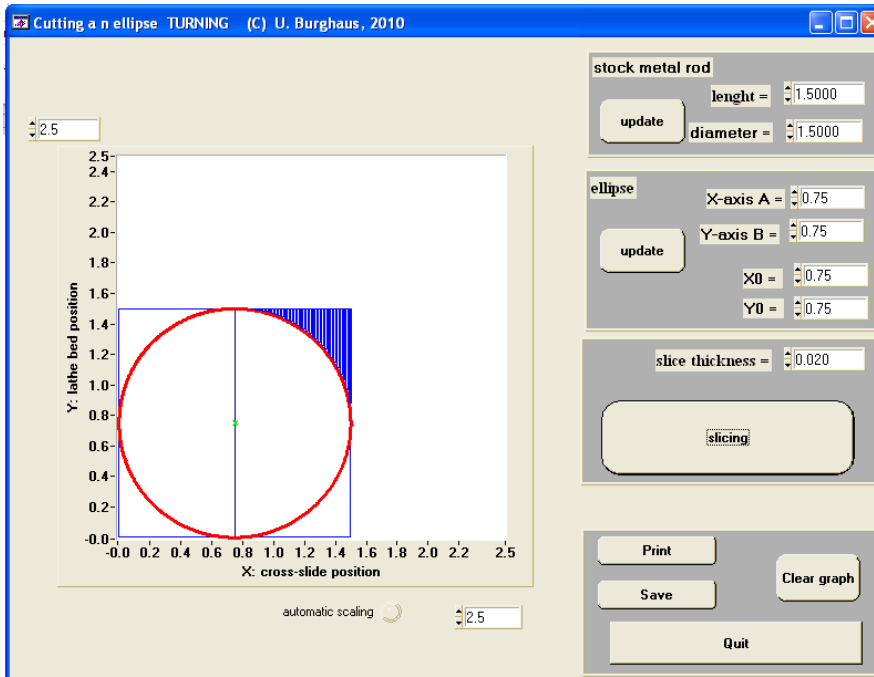 Cutting a n ellipse TURNING (C) U. Burghaus, 2010
2.5
2.5
2.4
2.0
1.8
1.6
1.4
1.2
1.0
0.8
0.6
0.4
0.2
-0.0
Y: lathe bed position
-0.0 0.2 0.4 0.6 0.8 1.0 1.2 1.4 1.6 1.8 2.0 2.2 2.5
X: cross-slide position
automatic scaling
2.5
stock metal rod
lenght = 1.5000
update
diameter = 1.5000
ellipse
X-axis A = 0.75
Y-axis B = 0.75
update
X0 = 0.75
Y0 = 0.75
slice thickness = 0.020
slicing
Print
Save
Clear graph
Quit